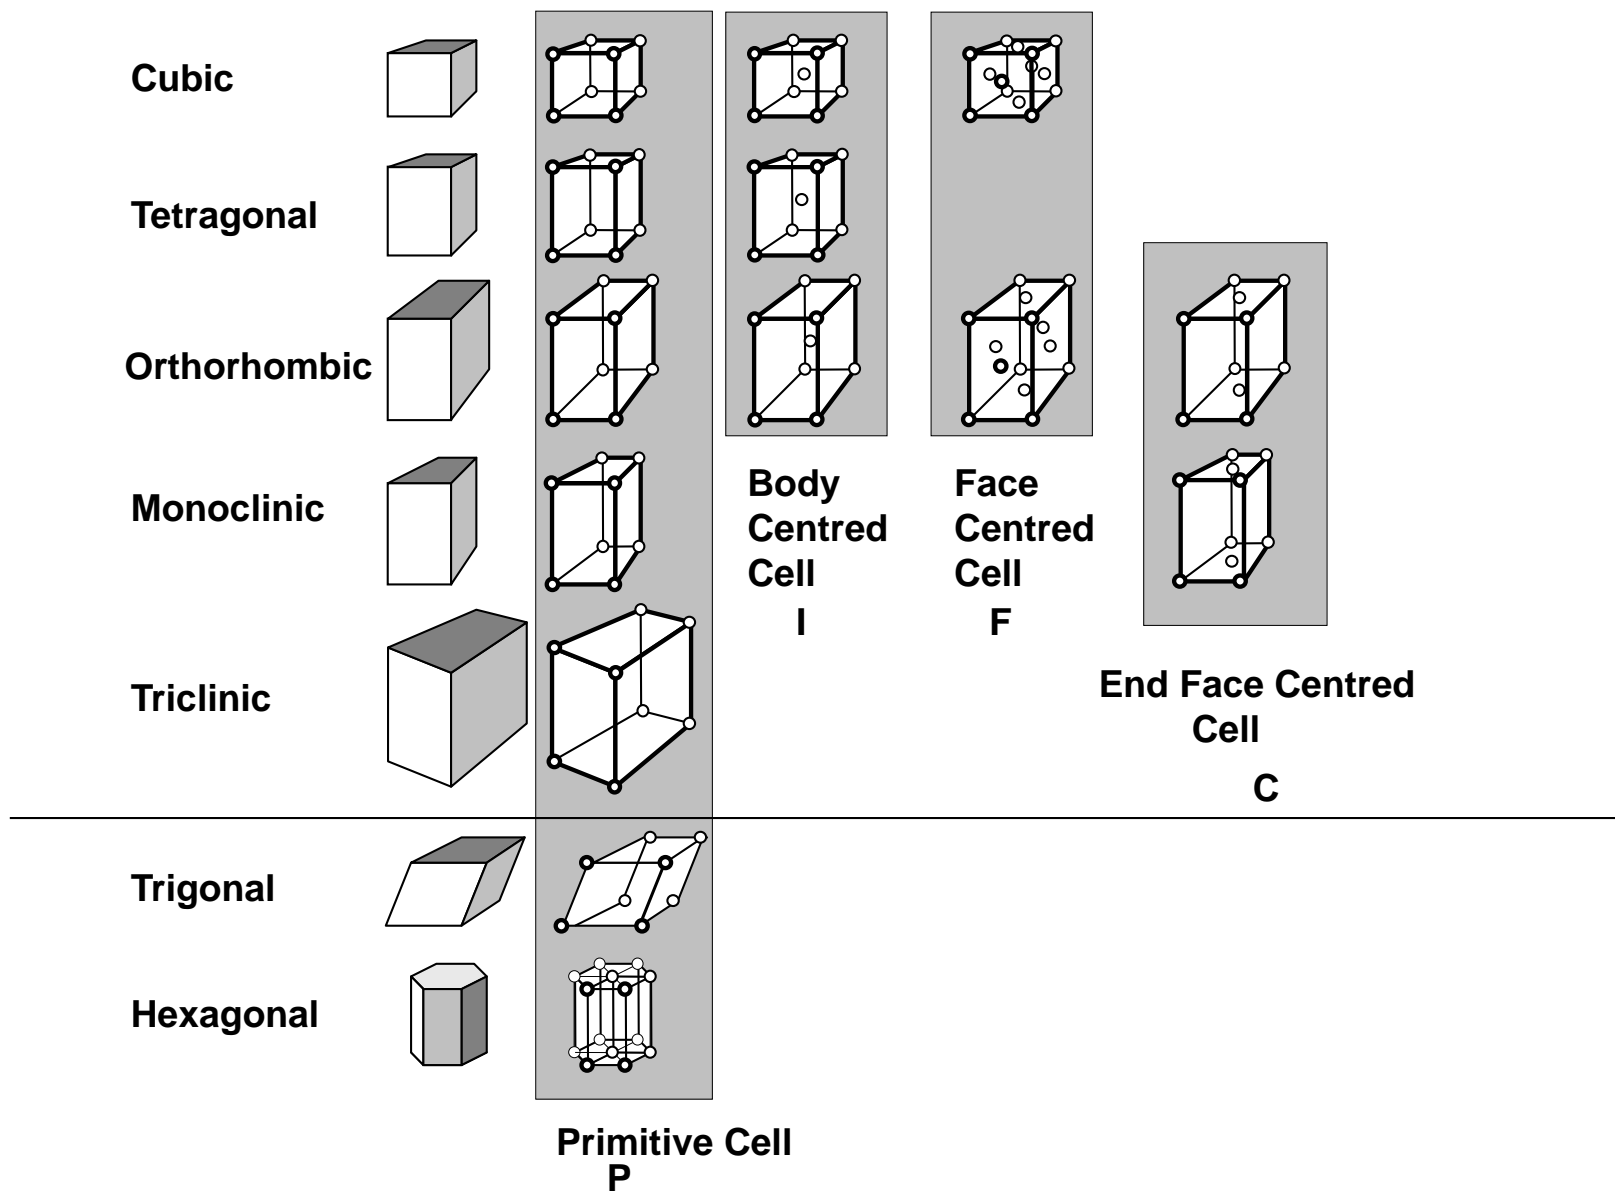 Cubic
Tetragonal
Orthorhombic
Monoclinic
Body
Centred
Cell
I
Face
Centred
Cell
F
Triclinic
End Face Centred
Cell
C
Trigonal
Hexagonal
Primitive Cell
P